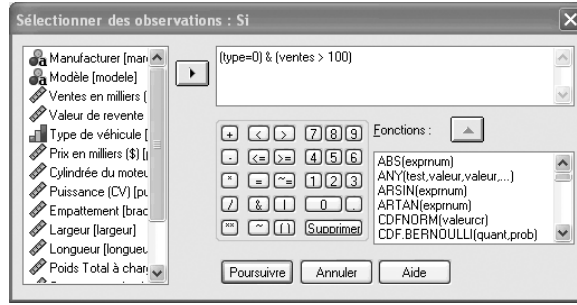 Sélectionner des observations : Si
Manufacturer [mar
Modèle [modele]
Ventes en milliers (
Valeur de revente
Type de véhicule [
Prix en milliers ($) [
Cylindrée du moteu
Puissance (CV) [pu
Empattement [brac
Largeur [largeur]
Longueur [longueu
Poids Total à char
(type=0) & (ventes > 100)
+ < > 7 8 9
- <= >= 4 5 6
* = ~= 1 2 3
/ & | 0 .
** ~ ( ) Supprimer
Fonctions :
ABS(exprnum)
ANY(test,valeur,valeur,...)
ARSIN(exprnum)
ARTAN(exprnum)
CDFNORM(valeurcr)
CDF.BERNOULLI(quant,prob)
Poursuivre Annuler Aide